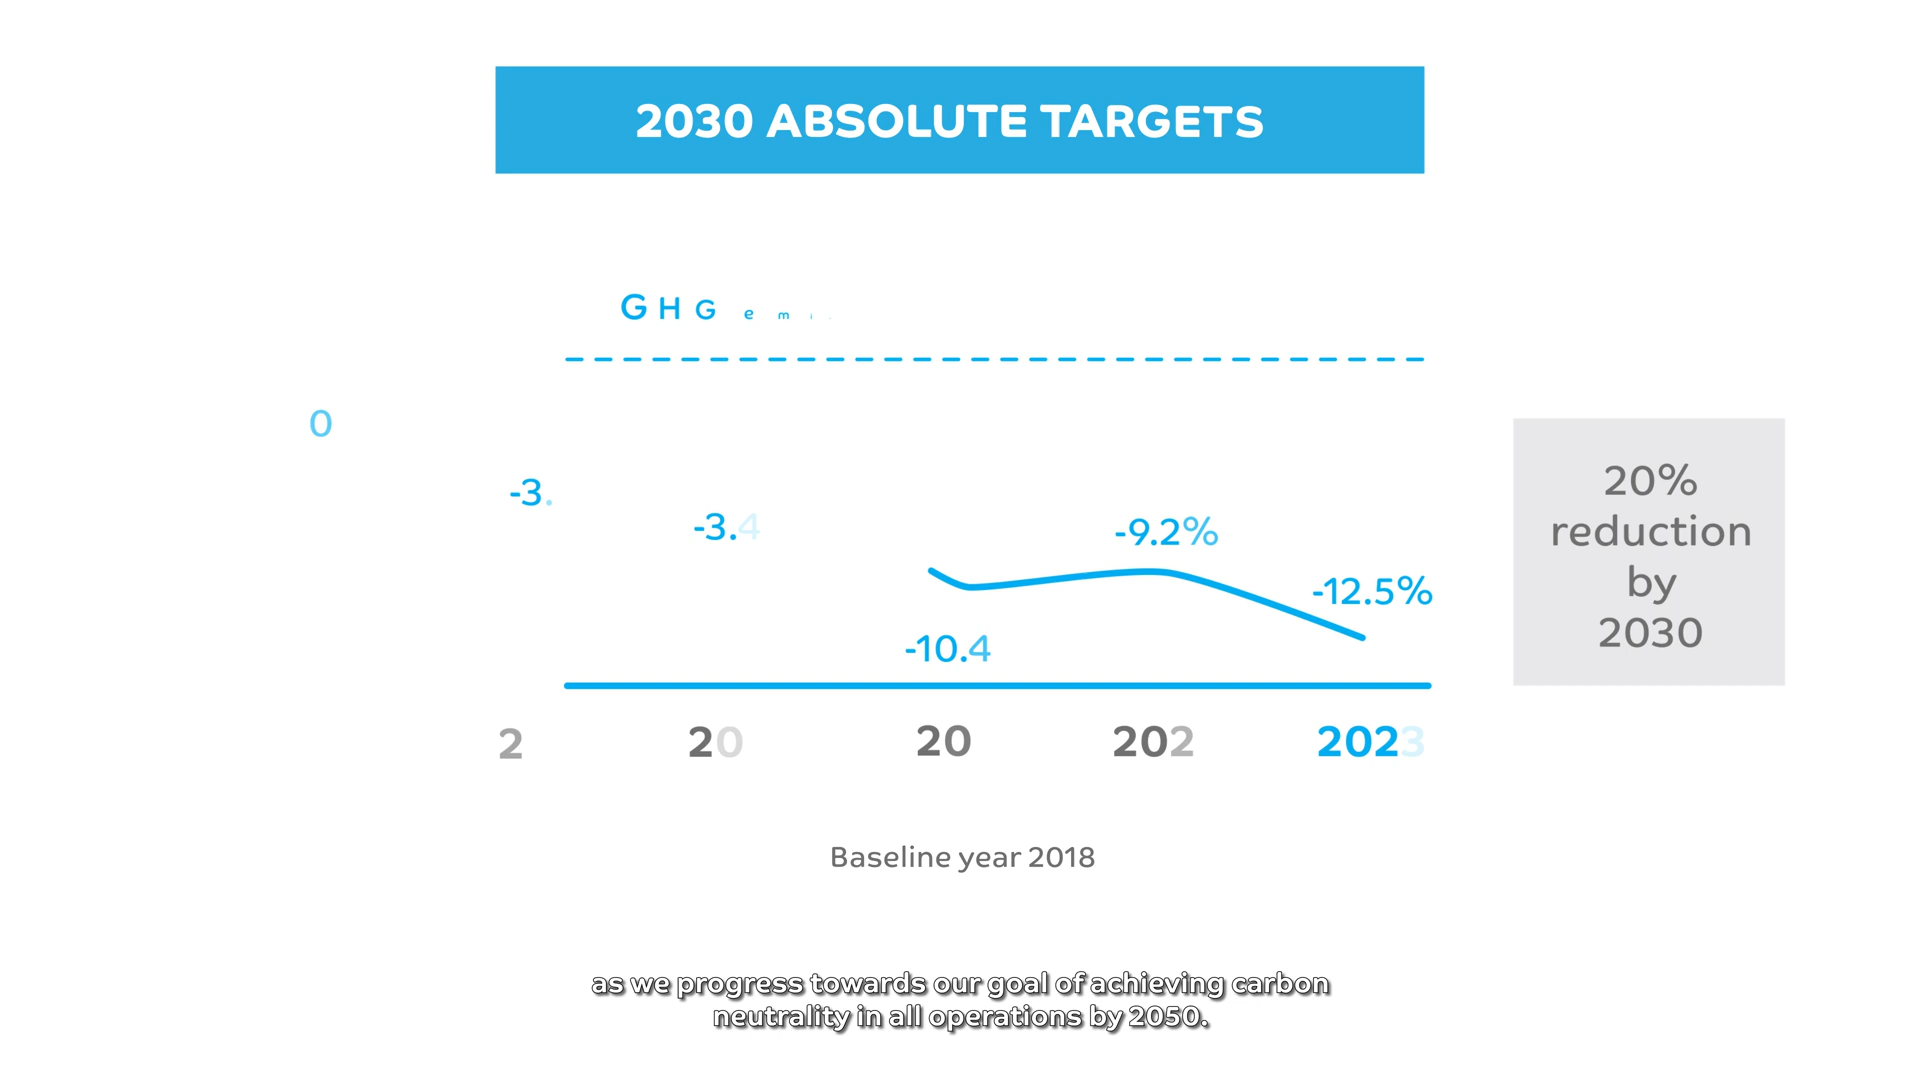 2030 ABSOLUTE TARGETS
GHG em
0
-3.
-3.4
-9.2%
-12.5%
-10.4
20%
reduction
by
2030
2 20 20 202 2023
Baseline year 2018
as we progress towards our goal of achieving carbon
neutrality in all operations by 2050.